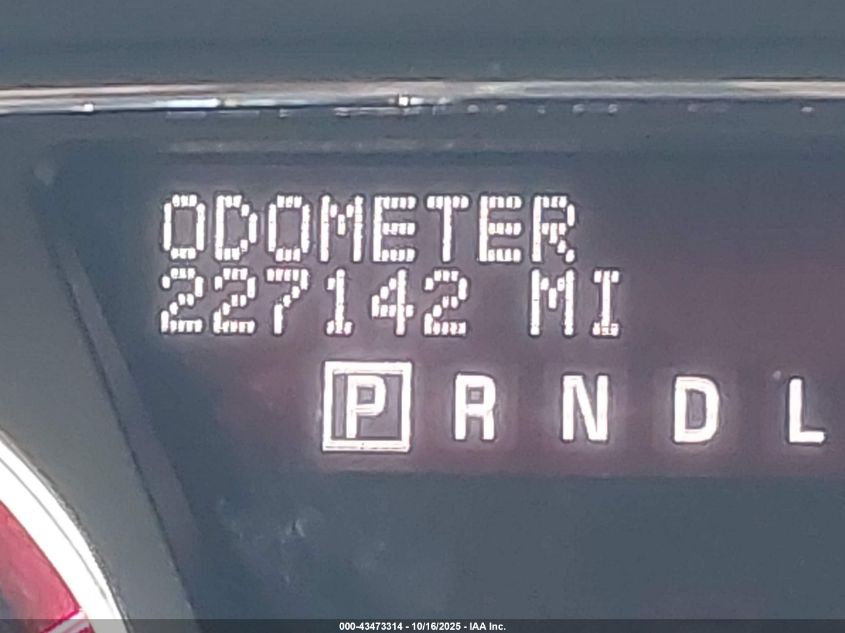 ODOMETER
227142 MI
P R N D L
000-43473314 - 10/16/2025 - IAA Inc.